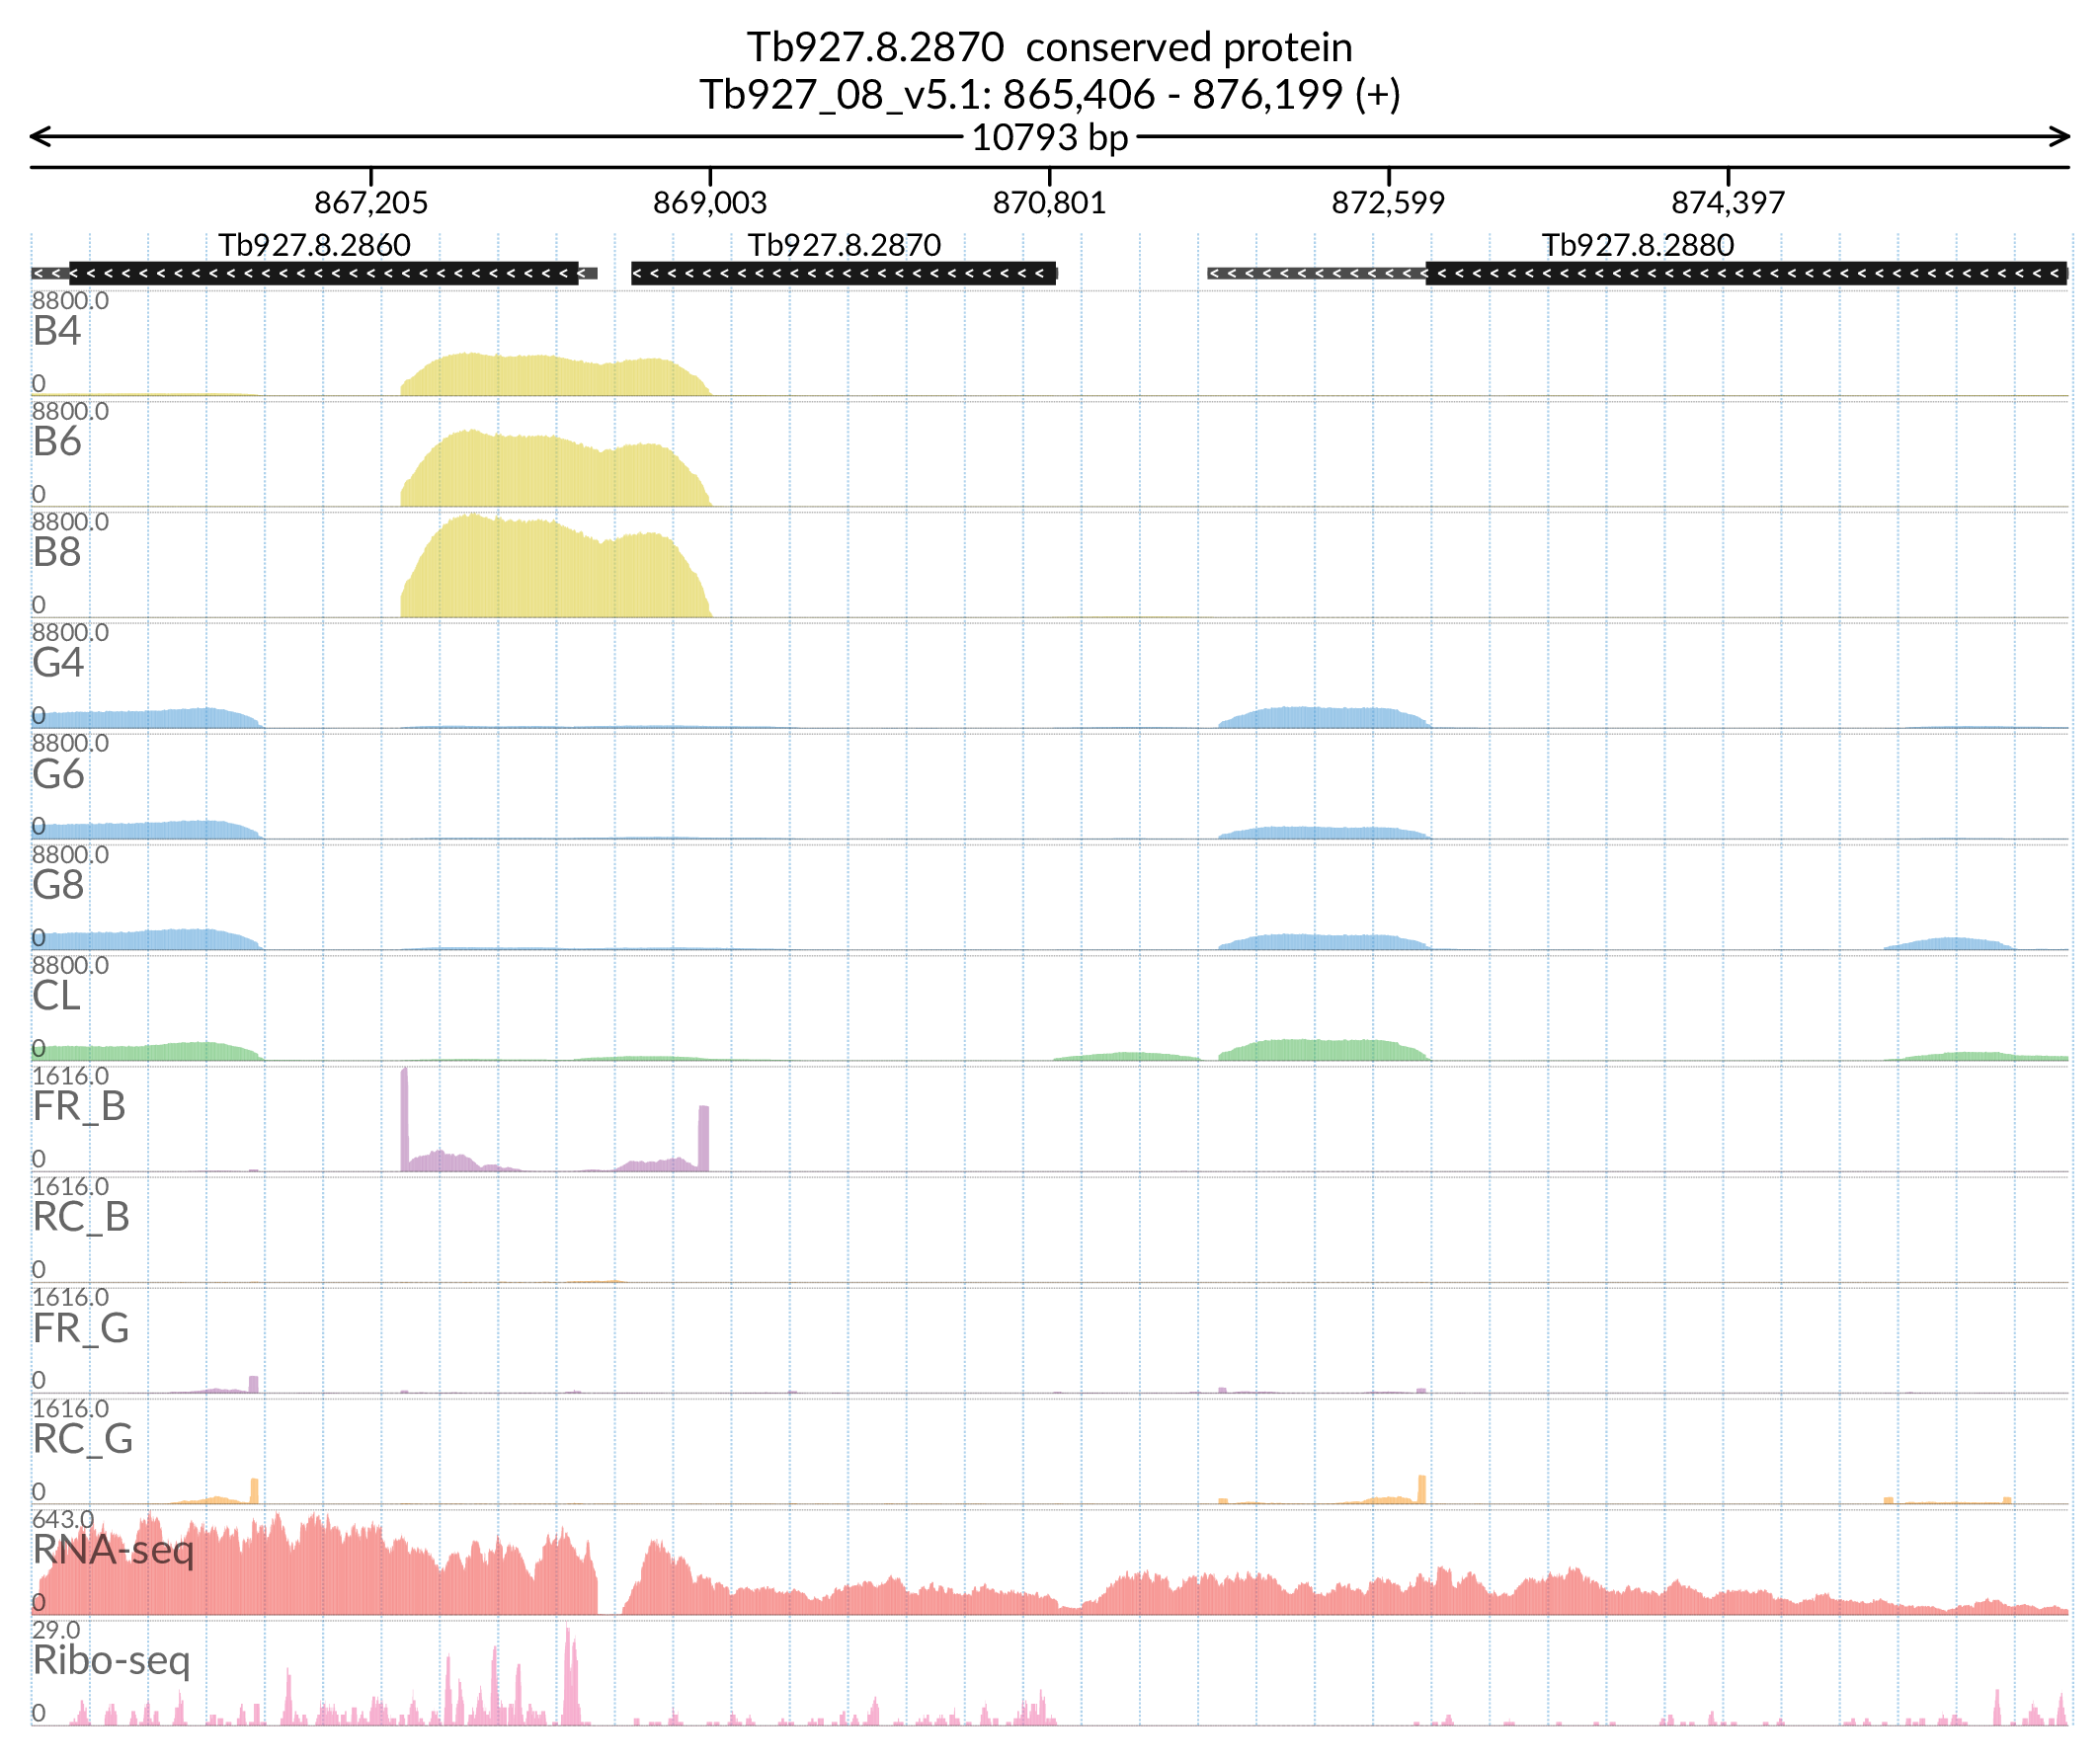 Tb927.8.2870 conserved protein
Tb927_08_v5.1: 865,406 - 876,199 (+)
10793 bp
867,205 869,003 870,801 872,599 874,397
Tb927.8.2860 Tb927.8.2870 Tb927.8.2880
8800.0
B4
0
8800.0
B6
0
8800.0
B8
0
8800.0
G4
0
8800.0
G6
0
8800.0
G8
0
8800.0
CL
0
1616.0
FR_B
0
1616.0
RC_B
0
1616.0
FR_G
0
1616.0
RC_G
0
643.0
RNA-seq
0
29.0
Ribo-seq
0